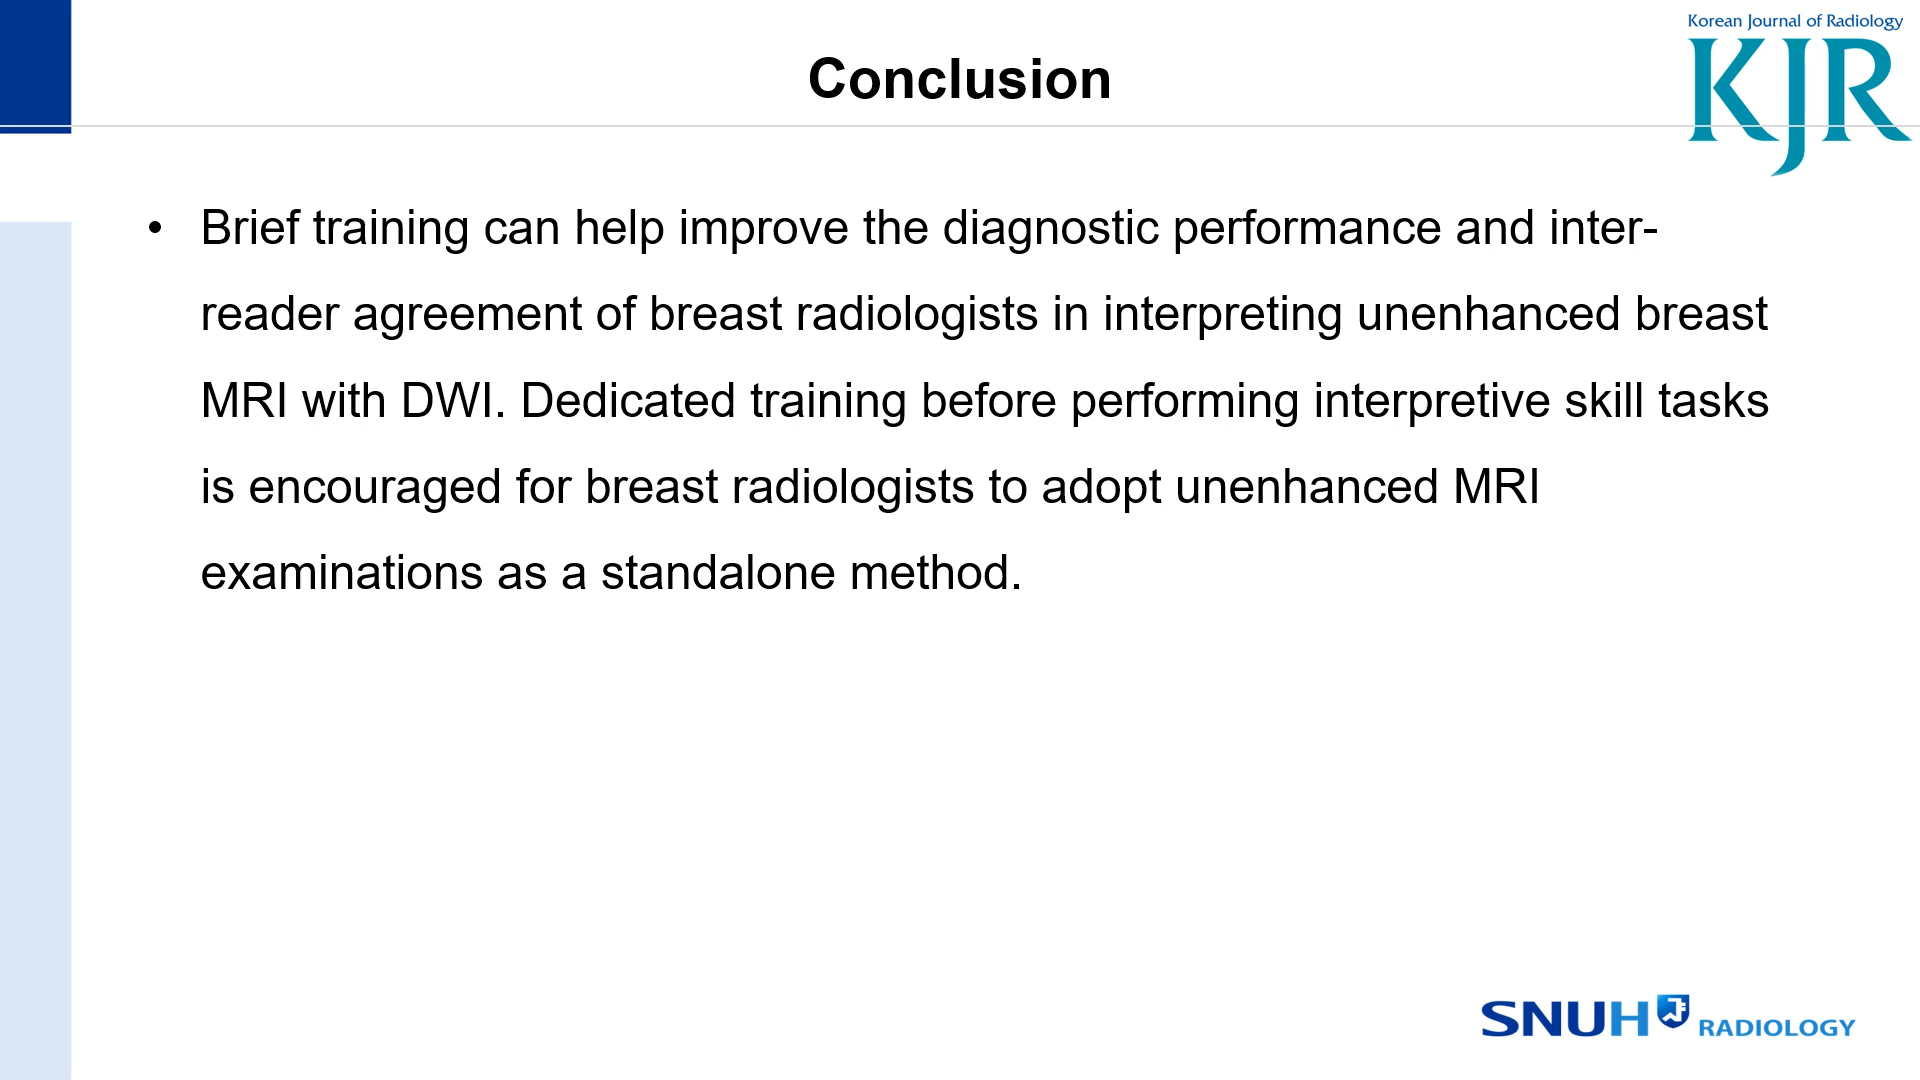 Korean Journal of Radiology
KJR
Conclusion
• Brief training can help improve the diagnostic performance and inter-
reader agreement of breast radiologists in interpreting unenhanced breast
MRI with DWI. Dedicated training before performing interpretive skill tasks
is encouraged for breast radiologists to adopt unenhanced MRI
examinations as a standalone method.
SNUH RADIOLOGY